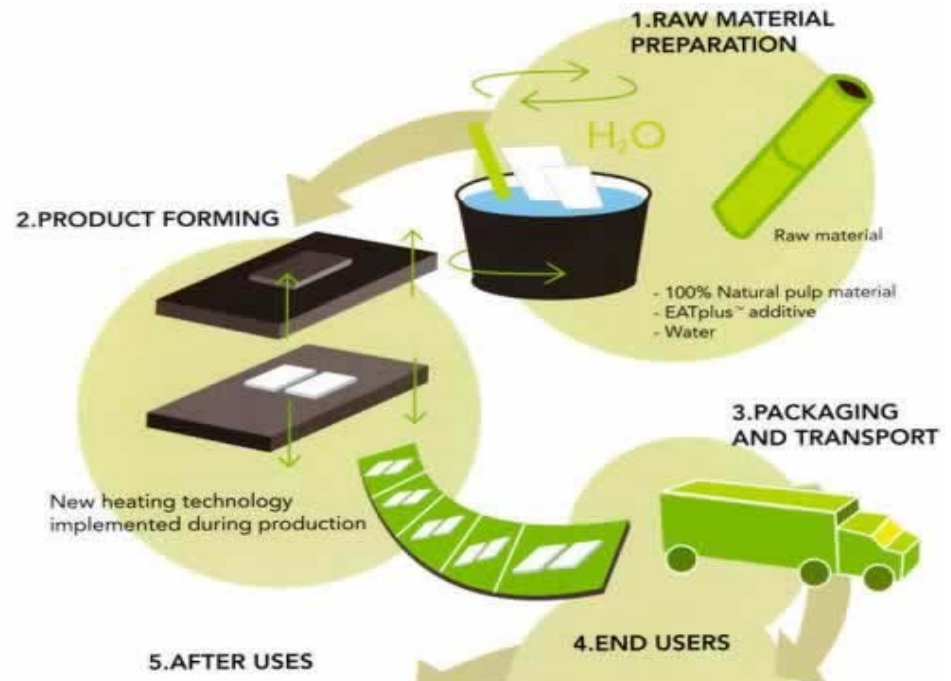 1.RAW MATERIAL
PREPARATION
H₂O
Raw material
- 100% Natural pulp material
- EATplus™ additive
- Water
2.PRODUCT FORMING
New heating technology
implemented during production
3.PACKAGING
AND TRANSPORT
4.END USERS
5.AFTER USES